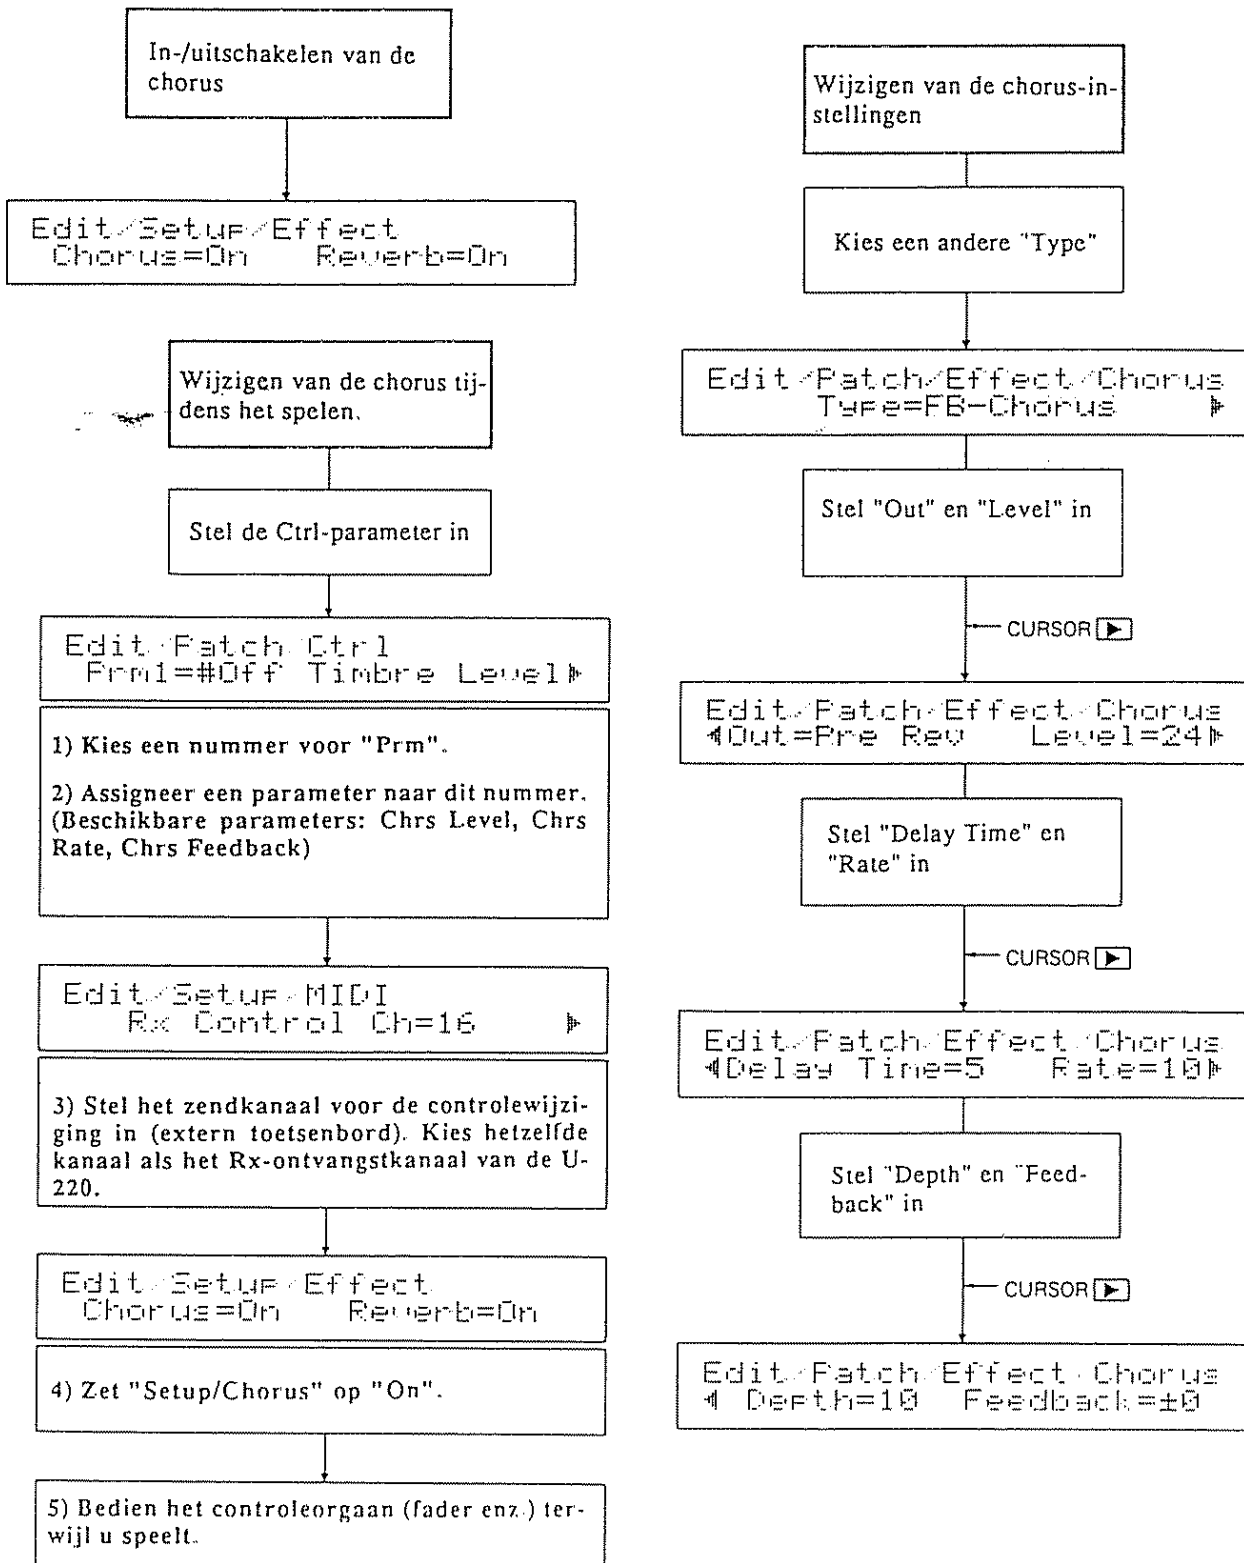 In-/uitschakelen van de
chorus
Edit/Setup/Effect
Chorus=On Reverb=On
Wijzigen van de chorus tij-
dens het spelen.
Stel de Ctrl-parameter in
Edit/Patch/Ctrl
Prm1=#Off Timbre Level▶
1) Kies een nummer voor "Prm".
2) Assigneer een parameter naar dit nummer.
(Beschikbare parameters: Chrs Level, Chrs
Rate, Chrs Feedback)
Edit/Setup/MIDI
Rx Control Ch=16 ▶
3) Stel het zendkanaal voor de controlewijzi-
ging in (extern toetsenbord). Kies hetzelfde
kanaal als het Rx-ontvangstkanaal van de U-
220.
Edit/Setup/Effect
Chorus=On Reverb=On
4) Zet "Setup/Chorus" op "On".
5) Bedien het controleorgaan (fader enz.) ter-
wijl u speelt.
Wijzigen van de chorus-in-
stellingen
Kies een andere "Type"
Edit/Patch/Effect/Chorus
Type=FB-Chorus ▶
Stel "Out" en "Level" in
CURSOR ▶
Edit/Patch/Effect/Chorus
◀Out=Pre Rev Level=24▶
Stel "Delay Time" en
"Rate" in
CURSOR ▶
Edit/Patch/Effect/Chorus
◀Delay Time=5 Rate=10▶
Stel "Depth" en "Feed-
back" in
CURSOR ▶
Edit/Patch/Effect/Chorus
◀ Depth=10 Feedback=±0